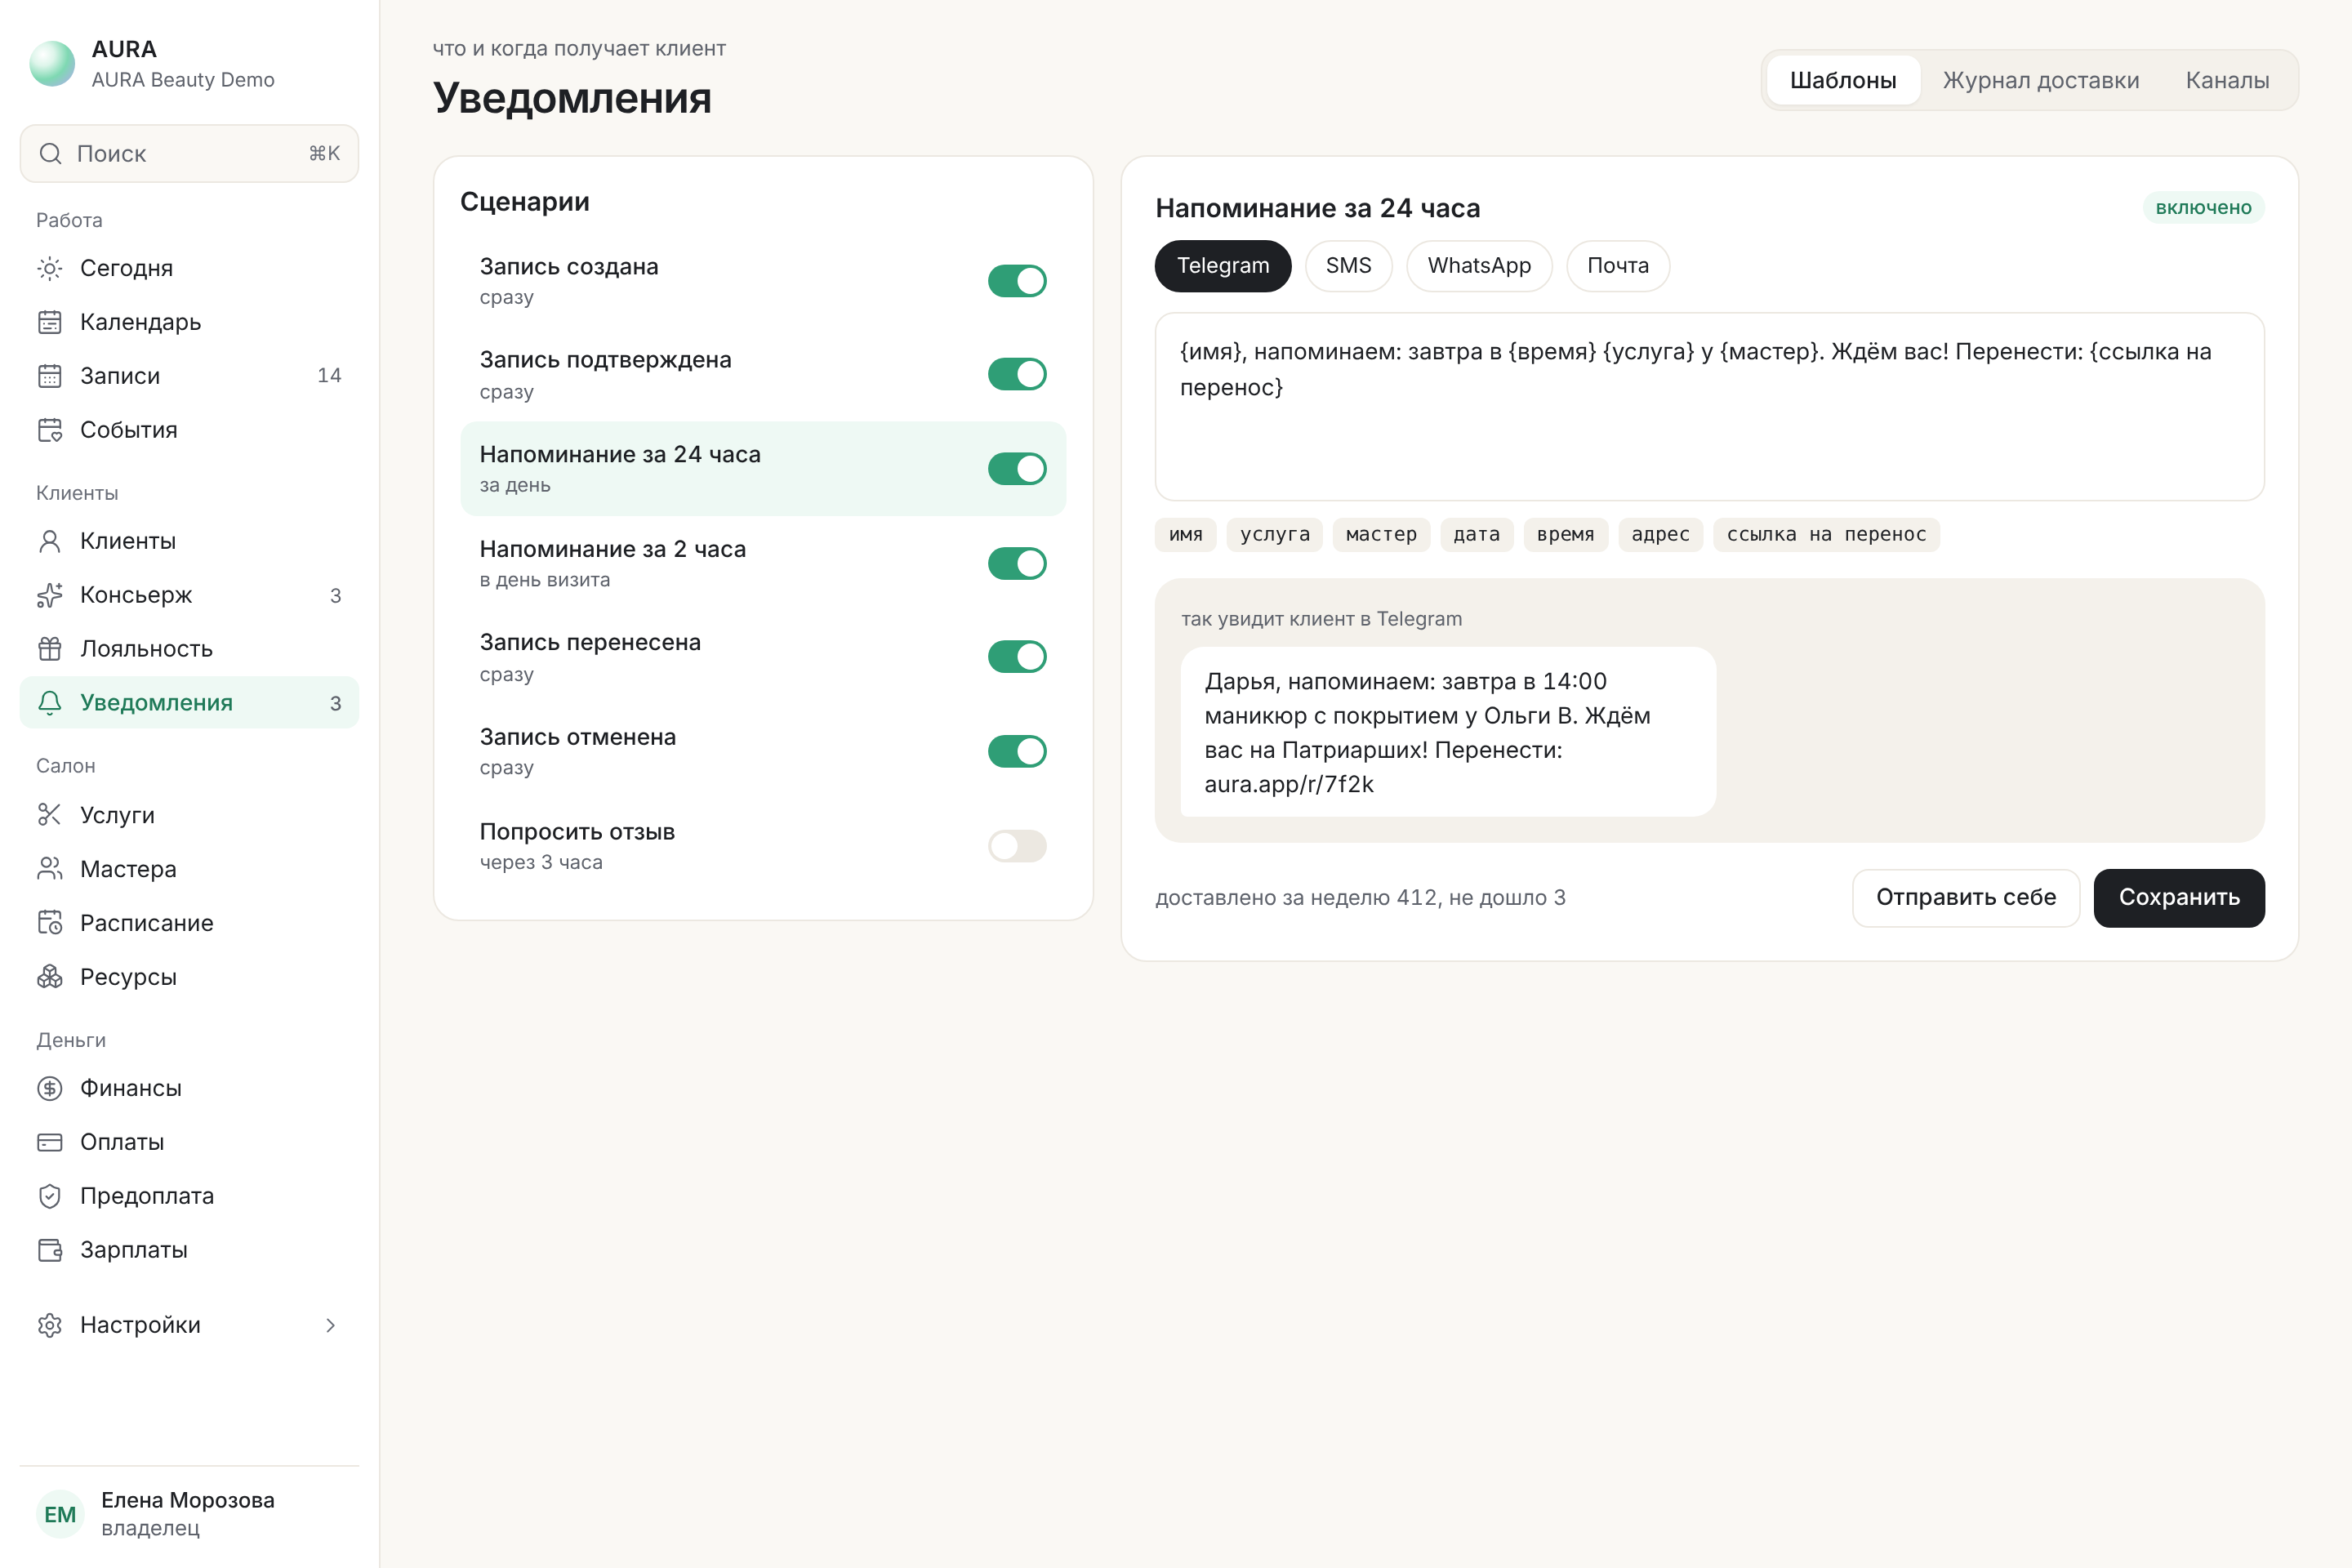 AURA
AURA Beauty Demo
Поиск ⌘K
Работа
Сегодня
Календарь
Записи 14
События
Клиенты
Клиенты
Консьерж 3
Лояльность
Уведомления 3
Салон
Услуги
Мастера
Расписание
Ресурсы
Деньги
Финансы
Оплаты
Предоплата
Зарплаты
Настройки
ЕМ
Елена Морозова
владелец
что и когда получает клиент
Уведомления
Шаблоны Журнал доставки Каналы
Сценарии
Запись создана
сразу
Запись подтверждена
сразу
Напоминание за 24 часа
за день
Напоминание за 2 часа
в день визита
Запись перенесена
сразу
Запись отменена
сразу
Попросить отзыв
через 3 часа
Напоминание за 24 часа включено
Telegram SMS WhatsApp Почта
{имя}, напоминаем: завтра в {время} {услуга} у {мастер}. Ждём вас! Перенести: {ссылка на
перенос}
имя услуга мастер дата время адрес ссылка на перенос
так увидит клиент в Telegram
Дарья, напоминаем: завтра в 14:00
маникюр с покрытием у Ольги В. Ждём
вас на Патриарших! Перенести:
aura.app/r/7f2k
доставлено за неделю 412, не дошло 3 Отправить себе Сохранить